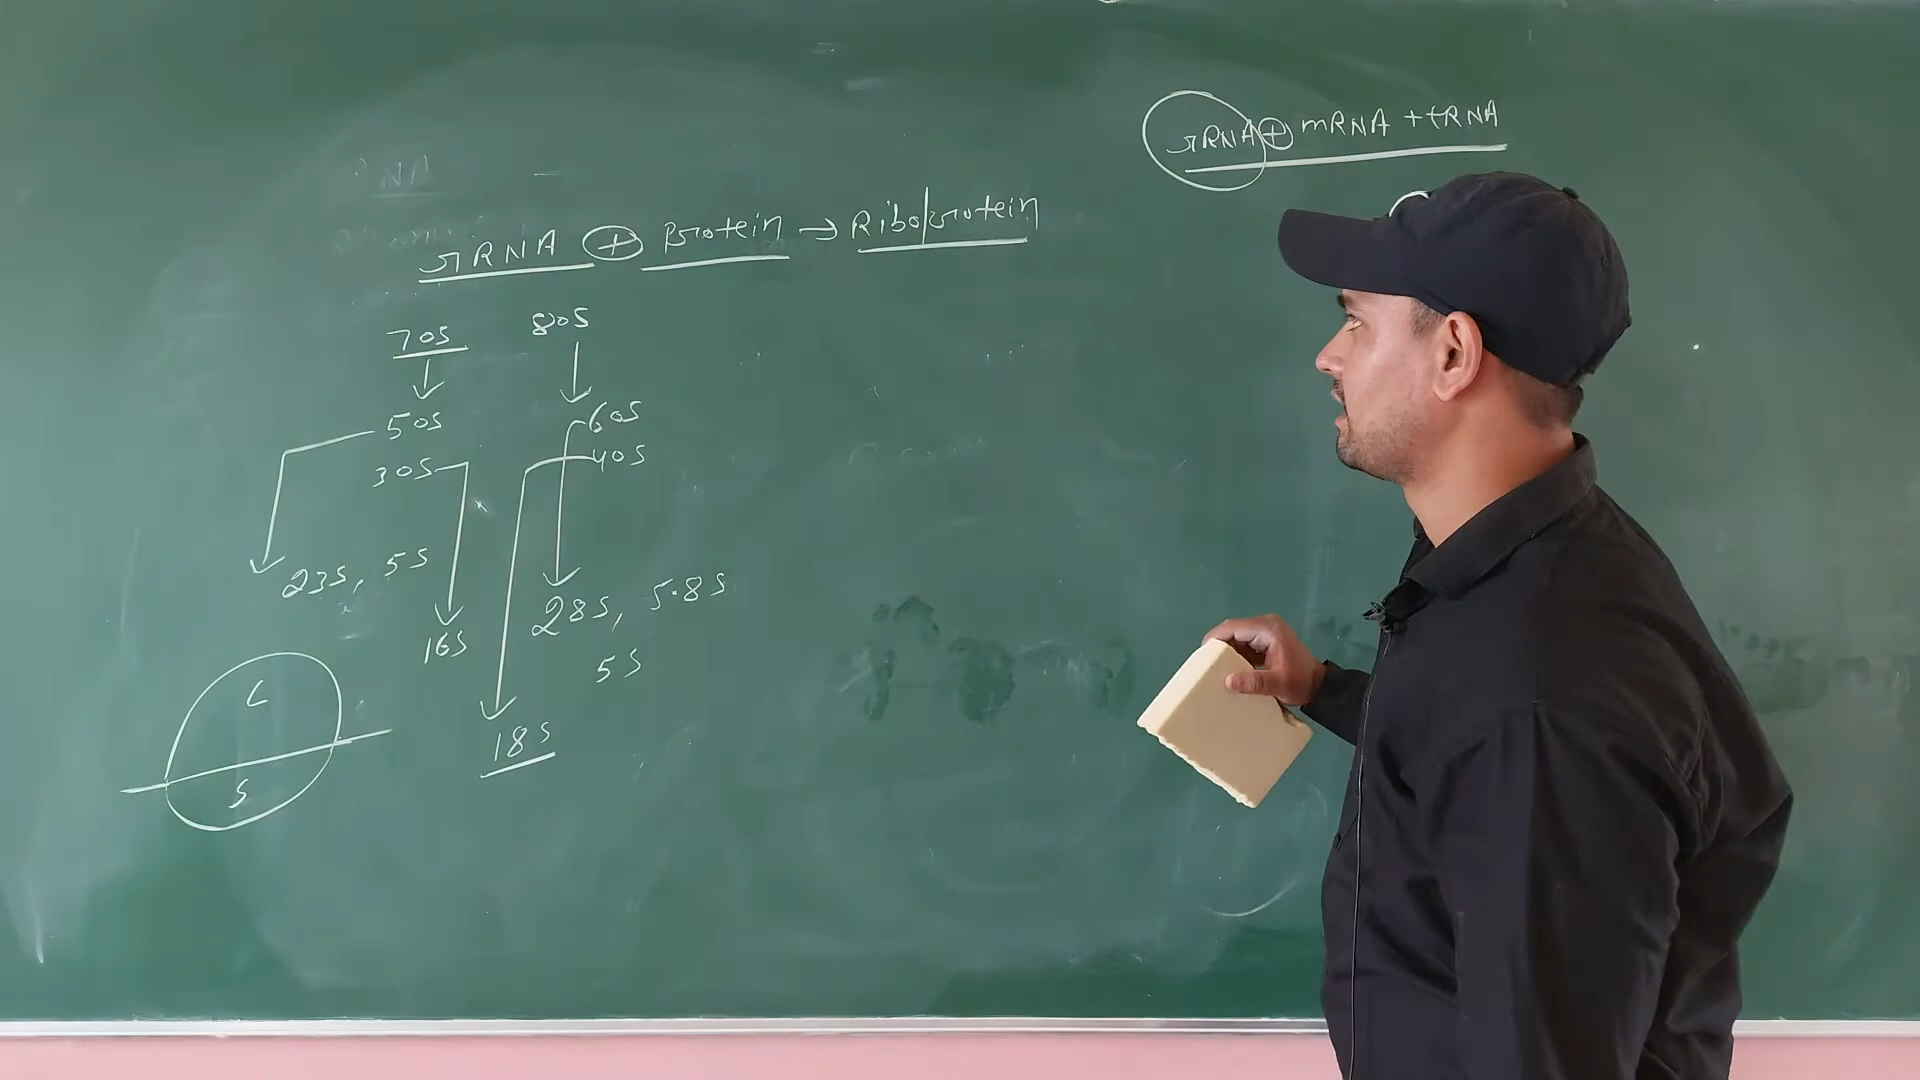 rRNA + mRNA + tRNA
RNA
rRNA + Protein → Riboprotein
70S 80S
50S 60S
30S 40S
23S, 5S 28S, 5.8S
16S 5S
L
18S
S